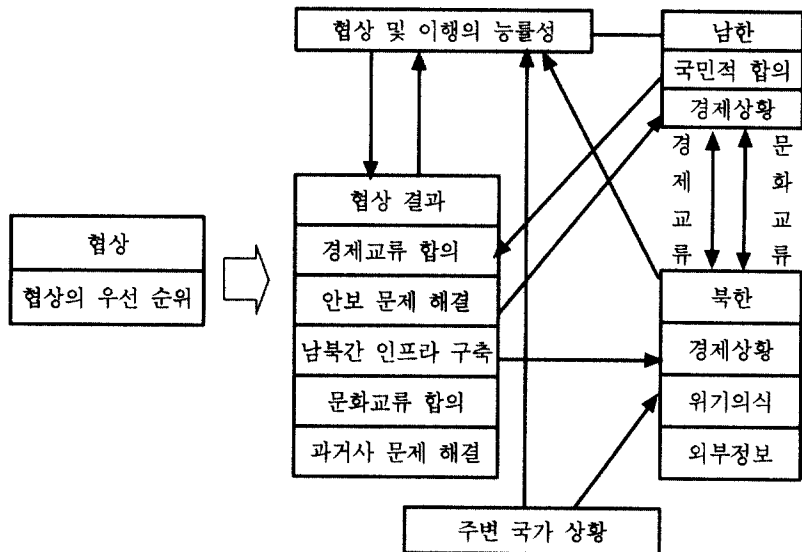 협상 및 이행의 능률성
남한
국민적 합의
경제상황
경제교류
문화교류
협상 결과
경제교류 합의
안보 문제 해결
남북간 인프라 구축
문화교류 합의
과거사 문제 해결
협상
협상의 우선 순위
북한
경제상황
위기의식
외부정보
주변 국가 상황